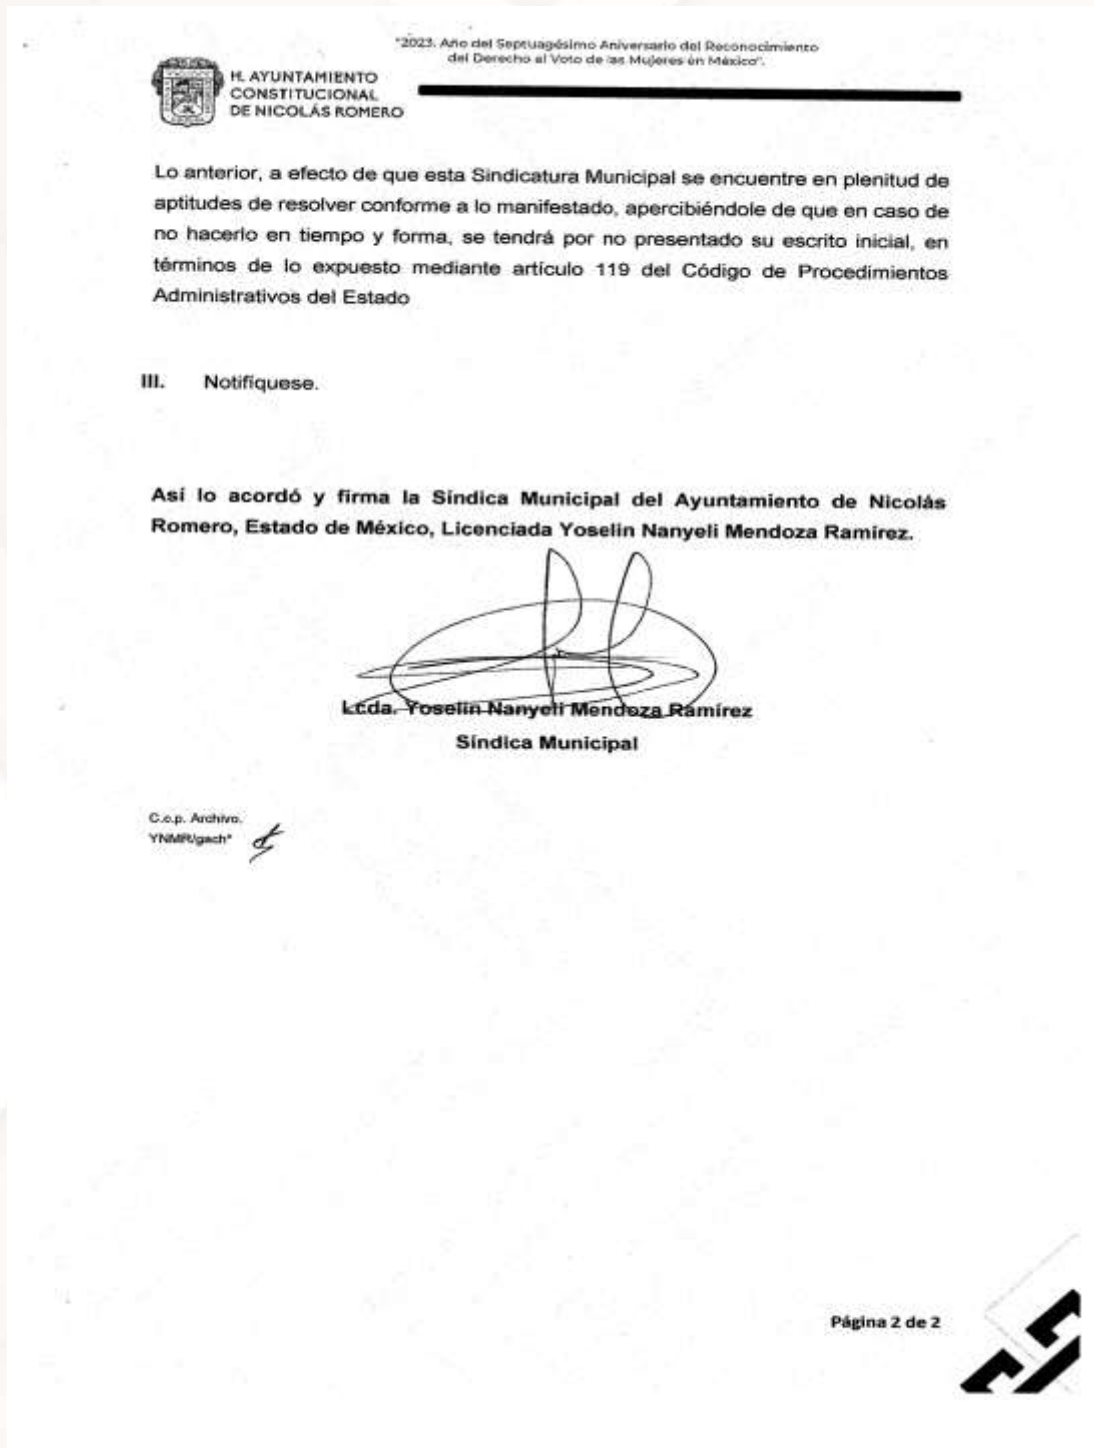 "2023. Año del Septuagésimo Aniversario del Reconocimiento
del Derecho al Voto de las Mujeres en México".
H. AYUNTAMIENTO
CONSTITUCIONAL
DE NICOLÁS ROMERO
Lo anterior, a efecto de que esta Sindicatura Municipal se encuentre en plenitud de
aptitudes de resolver conforme a lo manifestado, apercibiéndole de que en caso de
no hacerlo en tiempo y forma, se tendrá por no presentado su escrito inicial, en
términos de lo expuesto mediante artículo 119 del Código de Procedimientos
Administrativos del Estado
III. Notifíquese.
Así lo acordó y firma la Síndica Municipal del Ayuntamiento de Nicolás
Romero, Estado de México, Licenciada Yoselin Nanyeli Mendoza Ramírez.
Lcda. Yoselin Nanyeli Mendoza Ramírez
Síndica Municipal
C.c.p. Archivo.
YNMR/gach*
Página 2 de 2